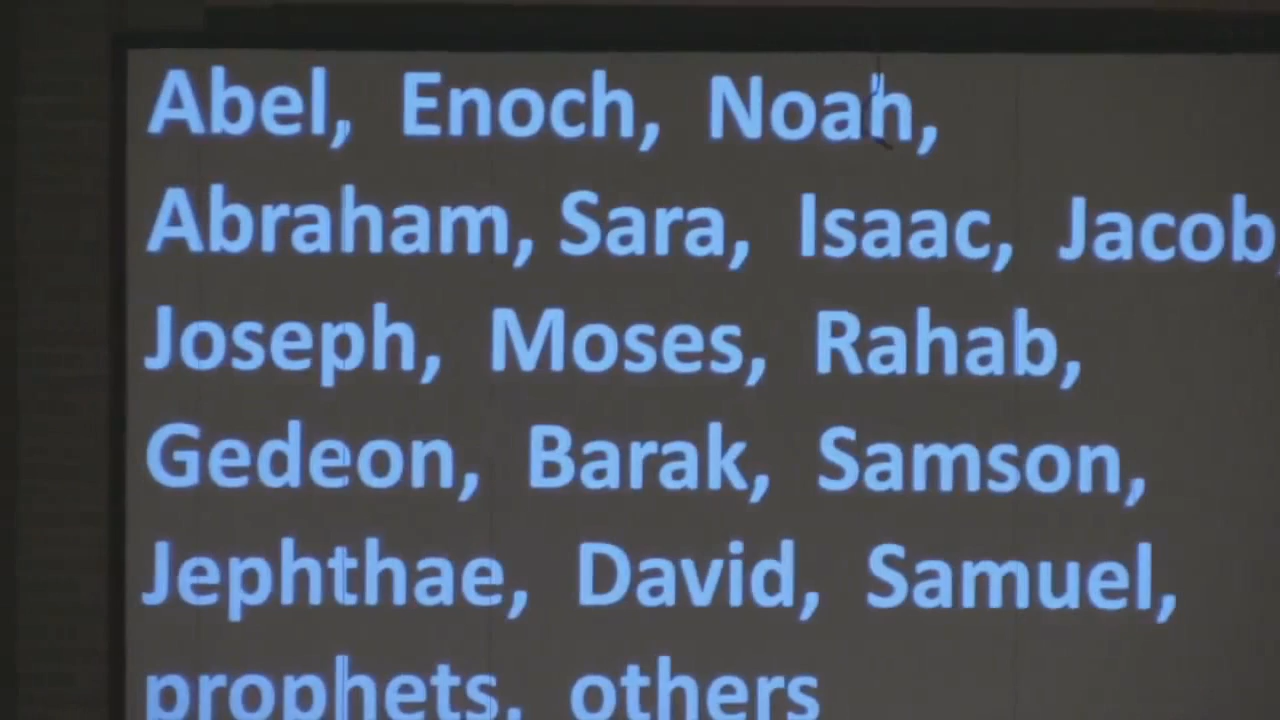 Abel, Enoch, Noah,
Abraham, Sara, Isaac, Jacob,
Joseph, Moses, Rahab,
Gedeon, Barak, Samson,
Jephthae, David, Samuel,
prophets, others